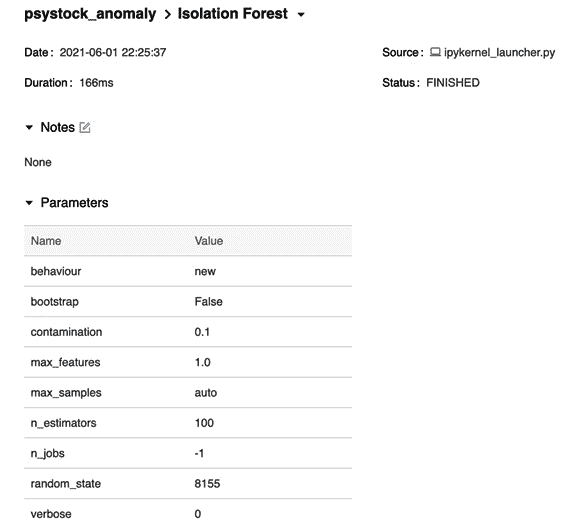 psystock_anomaly > Isolation Forest
Date: 2021-06-01 22:25:37 Source: ipykernel_launcher.py
Duration: 166ms Status: FINISHED
Notes
None
Parameters
Name Value
behaviour new
bootstrap False
contamination 0.1
max_features 1.0
max_samples auto
n_estimators 100
n_jobs -1
random_state 8155
verbose 0